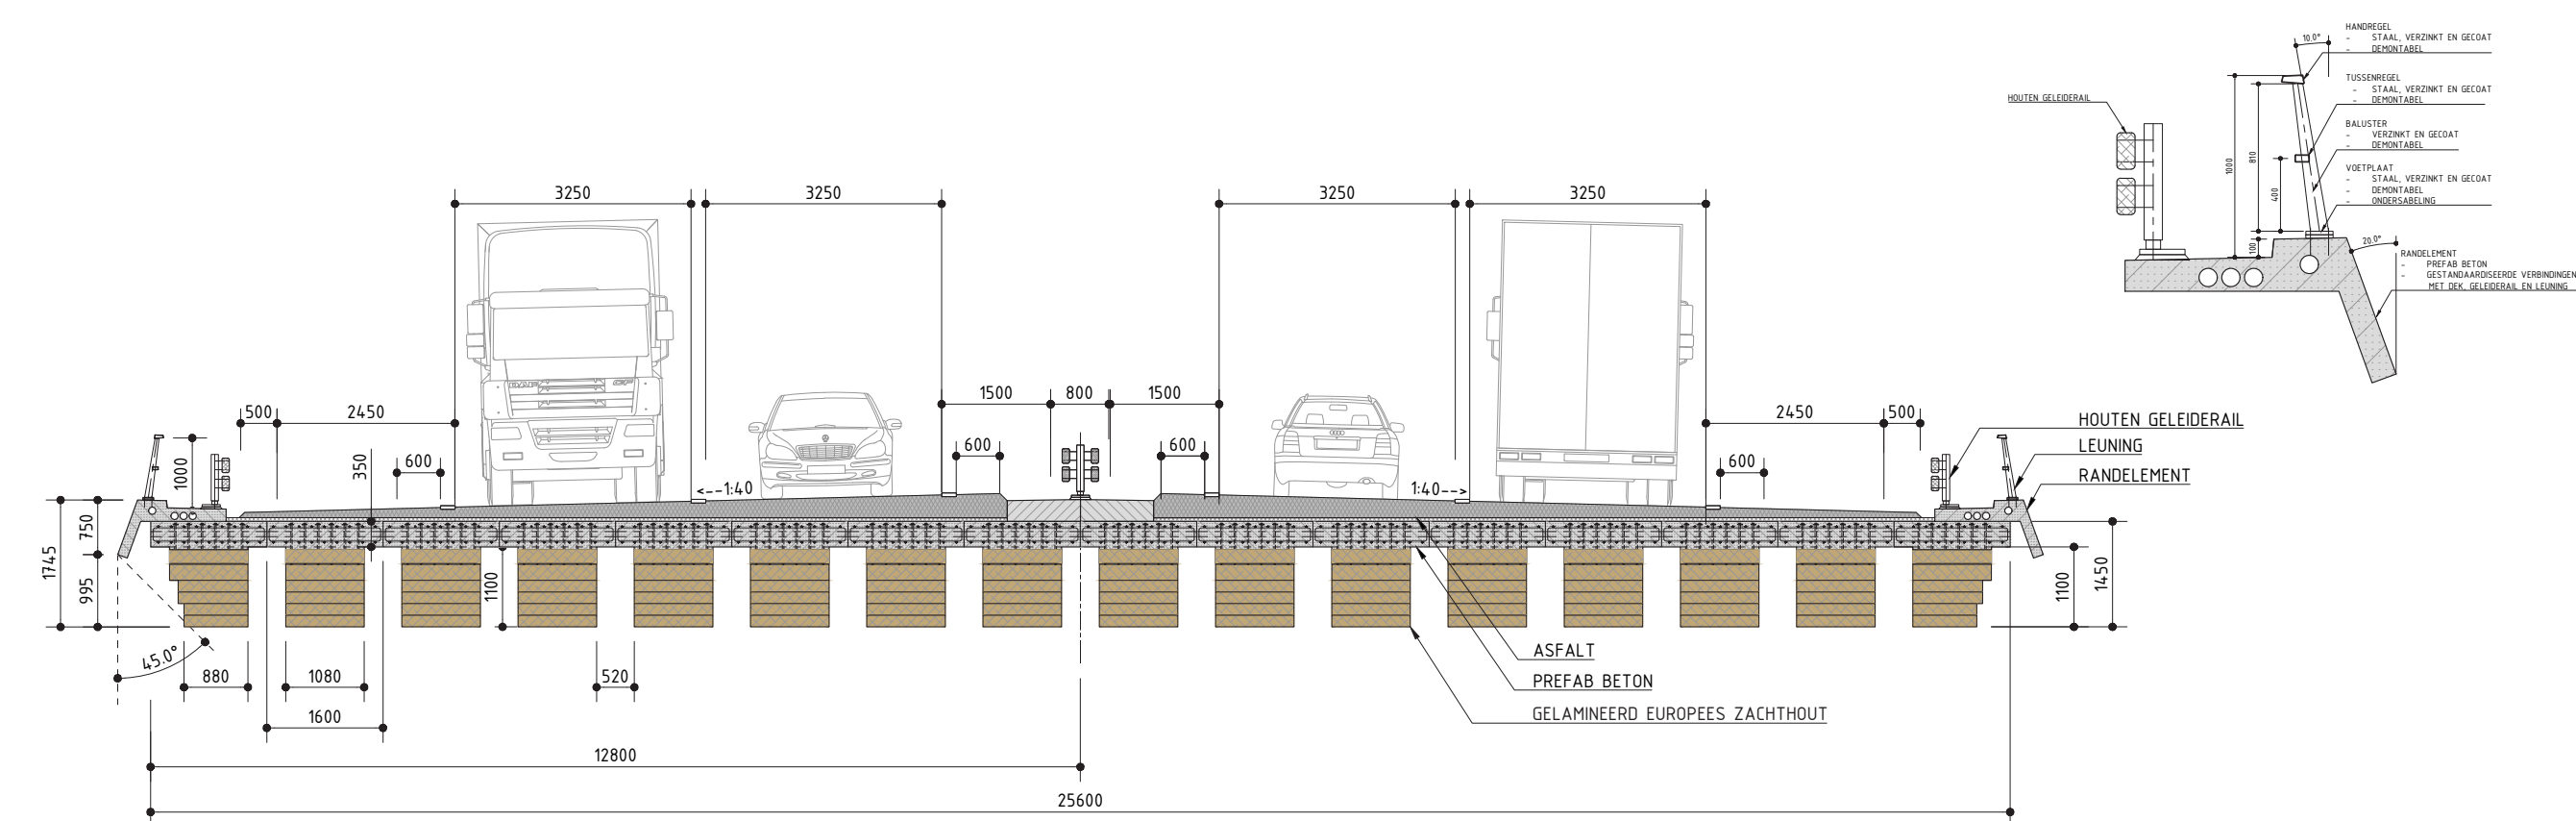 HANDREGEL
- STAAL, VERZINKT EN GECOAT
- DEMONTABEL
10.0°
TUSSENREGEL
- STAAL, VERZINKT EN GECOAT
- DEMONTABEL
HOUTEN GELEIDERAIL
BALUSTER
- VERZINKT EN GECOAT
- DEMONTABEL
1000
810
400
100
VOETPLAAT
- STAAL, VERZINKT EN GECOAT
- DEMONTABEL
- ONDERSABELING
20.0°
RANDELEMENT
- PREFAB BETON
- GESTANDAARDISEERDE VERBINDINGEN
MET DEK, GELEIDERAIL EN LEUNING
3250 3250 3250 3250
1500 800 1500
500 2450 2450 500
600 600 600 600
1000 350
DAF CF
<--1:40 1:40-->
HOUTEN GELEIDERAIL
LEUNING
RANDELEMENT
1745 750 995
1100
1100 1450
45.0°
880 1080 520
1600
ASFALT
PREFAB BETON
GELAMINEERD EUROPEES ZACHTHOUT
12800
25600